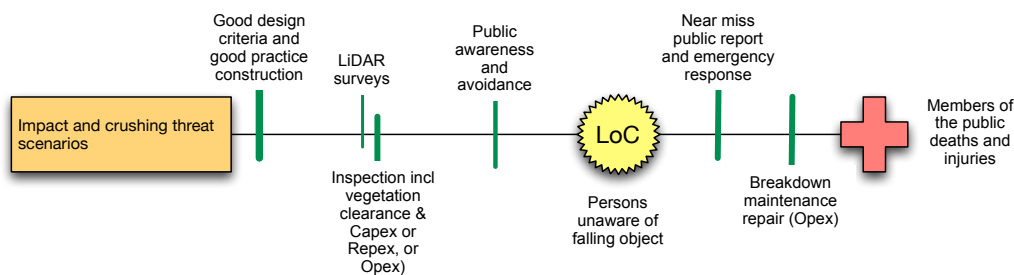 Good design
criteria and
good practice
construction
LiDAR
surveys
Public
awareness
and
avoidance
Near miss
public report
and emergency
response
Impact and crushing threat
scenarios
LoC
Members of
the public
deaths and
injuries
Inspection incl
vegetation
clearance &
Capex or
Repex, or
Opex)
Persons
unaware of
falling object
Breakdown
maintenance
repair (Opex)